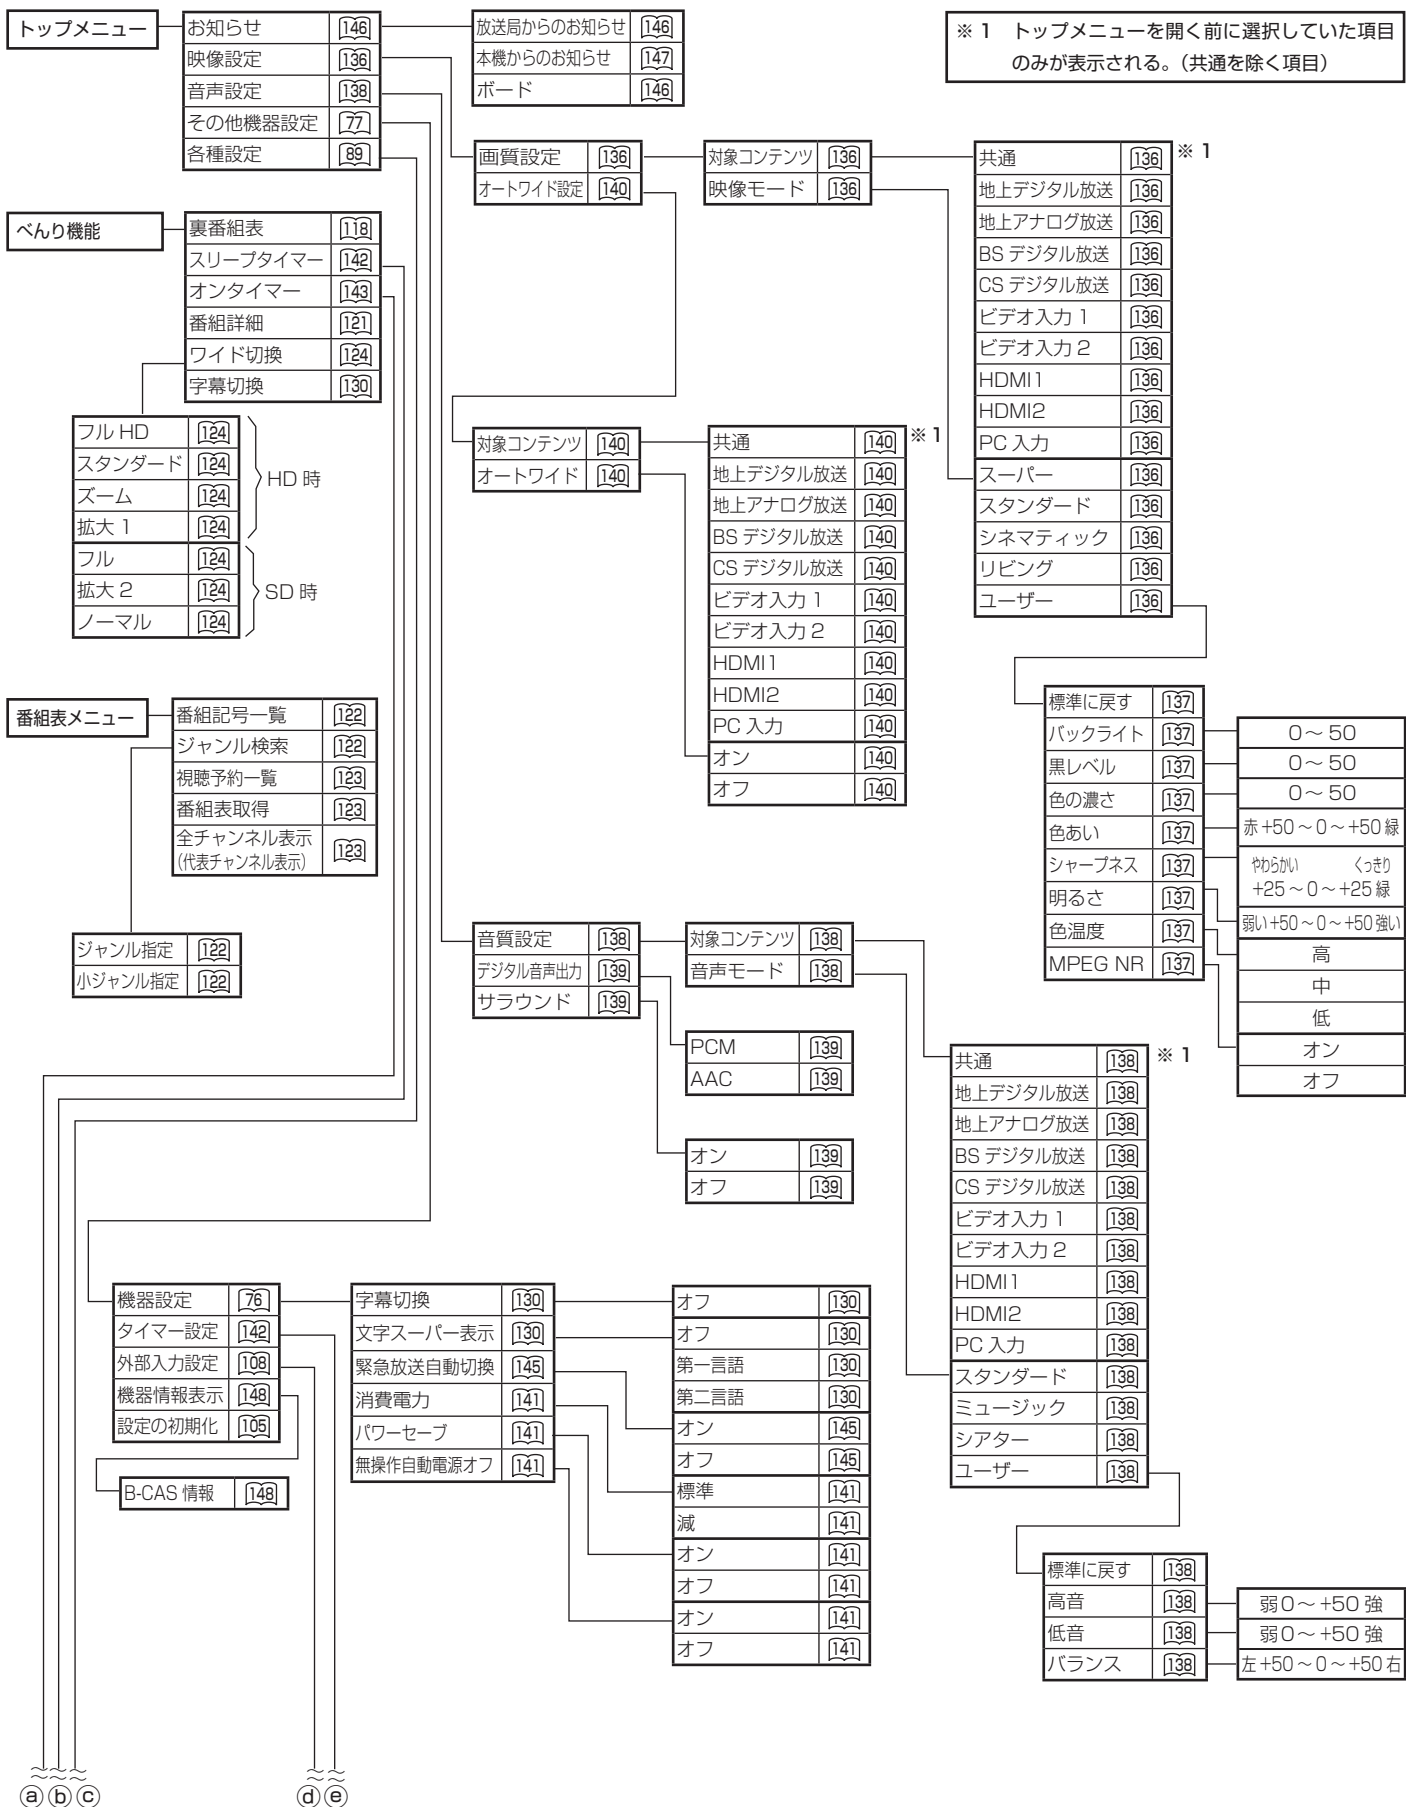 トップメニュー
お知らせ 146
映像設定 136
音声設定 138
その他機器設定 77
各種設定 89
放送局からのお知らせ 146
本機からのお知らせ 147
ボード 146
※ 1 トップメニューを開く前に選択していた項目
のみが表示される。（共通を除く項目）
画質設定 136
オートワイド設定 140
対象コンテンツ 136
映像モード 136
共通 136 ※ 1
地上デジタル放送 136
地上アナログ放送 136
BS デジタル放送 136
CS デジタル放送 136
ビデオ入力 1 136
ビデオ入力 2 136
HDMI1 136
HDMI2 136
PC 入力 136
スーパー 136
スタンダード 136
シネマティック 136
リビング 136
ユーザー 136
べんり機能
裏番組表 118
スリープタイマー 142
オンタイマー 143
番組詳細 121
ワイド切換 124
字幕切換 130
フル HD 124
スタンダード 124
ズーム 124
拡大 1 124
HD 時
フル 124
拡大 2 124
ノーマル 124
SD 時
対象コンテンツ 140
オートワイド 140
共通 140 ※ 1
地上デジタル放送 140
地上アナログ放送 140
BS デジタル放送 140
CS デジタル放送 140
ビデオ入力 1 140
ビデオ入力 2 140
HDMI1 140
HDMI2 140
PC 入力 140
オン 140
オフ 140
標準に戻す 137
バックライト 137
黒レベル 137
色の濃さ 137
色あい 137
シャープネス 137
明るさ 137
色温度 137
MPEG NR 137
0～ 50
0～ 50
0～ 50
赤 +50 ～ 0 ～ +50 緑
やわらかい くっきり
+25 ～ 0 ～ +25 緑
弱い +50 ～ 0 ～ +50 強い
高
中
低
オン
オフ
番組表メニュー
番組記号一覧 122
ジャンル検索 122
視聴予約一覧 123
番組表取得 123
全チャンネル表示
（代表チャンネル表示） 123
ジャンル指定 122
小ジャンル指定 122
音質設定 138
デジタル音声出力 139
サラウンド 139
対象コンテンツ 138
音声モード 138
PCM 139
AAC 139
オン 139
オフ 139
共通 138 ※ 1
地上デジタル放送 138
地上アナログ放送 138
BS デジタル放送 138
CS デジタル放送 138
ビデオ入力 1 138
ビデオ入力 2 138
HDMI1 138
HDMI2 138
PC 入力 138
スタンダード 138
ミュージック 138
シアター 138
ユーザー 138
機器設定 76
タイマー設定 142
外部入力設定 108
機器情報表示 148
設定の初期化 105
B-CAS 情報 148
字幕切換 130
文字スーパー表示 130
緊急放送自動切換 145
消費電力 141
パワーセーブ 141
無操作自動電源オフ 141
オフ 130
オフ 130
第一言語 130
第二言語 130
オン 145
オフ 145
標準 141
減 141
オン 141
オフ 141
オン 141
オフ 141
標準に戻す 138
高音 138
低音 138
バランス 138
弱 0 ～ +50 強
弱 0 ～ +50 強
左 +50 ～ 0 ～ +50 右
ⓐ ⓑ ⓒ ⓓ ⓔ